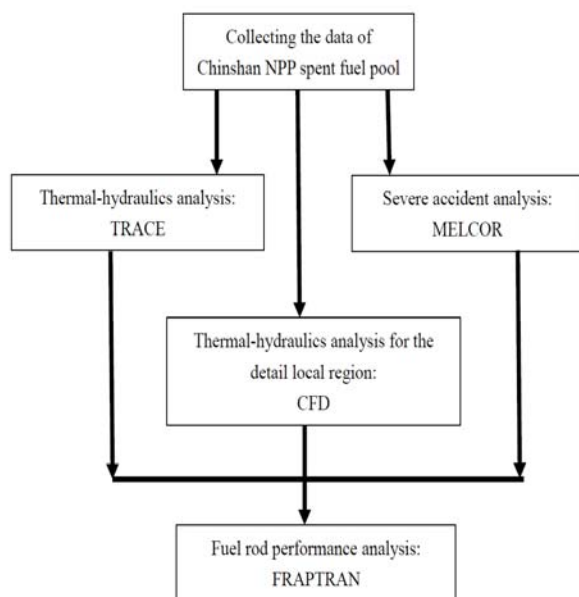 Collecting the data of
Chinshan NPP spent fuel pool
Thermal-hydraulics analysis:
TRACE
Severe accident analysis:
MELCOR
Thermal-hydraulics analysis for the
detail local region:
CFD
Fuel rod performance analysis:
FRAPTRAN